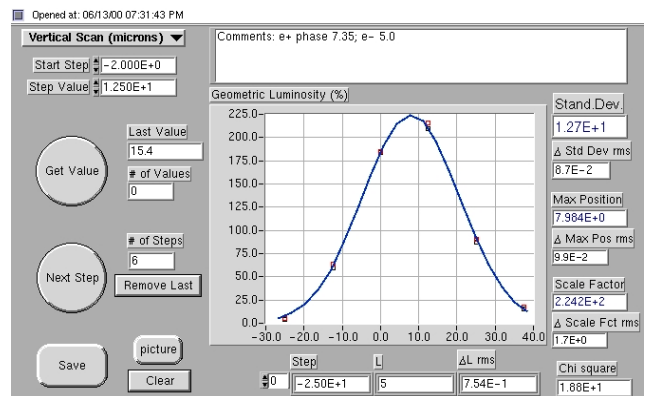 Opened at: 06/13/00 07:31:43 PM
Vertical Scan (microns)
Start Step -2.000E+0
Step Value 1.250E+1
Comments: e+ phase 7.35; e- 5.0
Get Value
Last Value
15.4
# of Values
0
Next Step
# of Steps
6
Remove Last
Save
picture
Clear
Geometric Luminosity (%)
225.0-
200.0-
175.0-
150.0-
125.0-
100.0-
75.0-
50.0-
25.0-
0.0-
-30.0 -20.0 -10.0 0.0 10.0 20.0 30.0 40.0
Step L ΔL rms
0 -2.50E+1 5 7.54E-1
Stand.Dev.
1.27E+1
Δ Std Dev rms
8.7E-2
Max Position
7.984E+0
Δ Max Pos rms
9.9E-2
Scale Factor
2.242E+2
Δ Scale Fct rms
1.7E+0
Chi square
1.88E+1